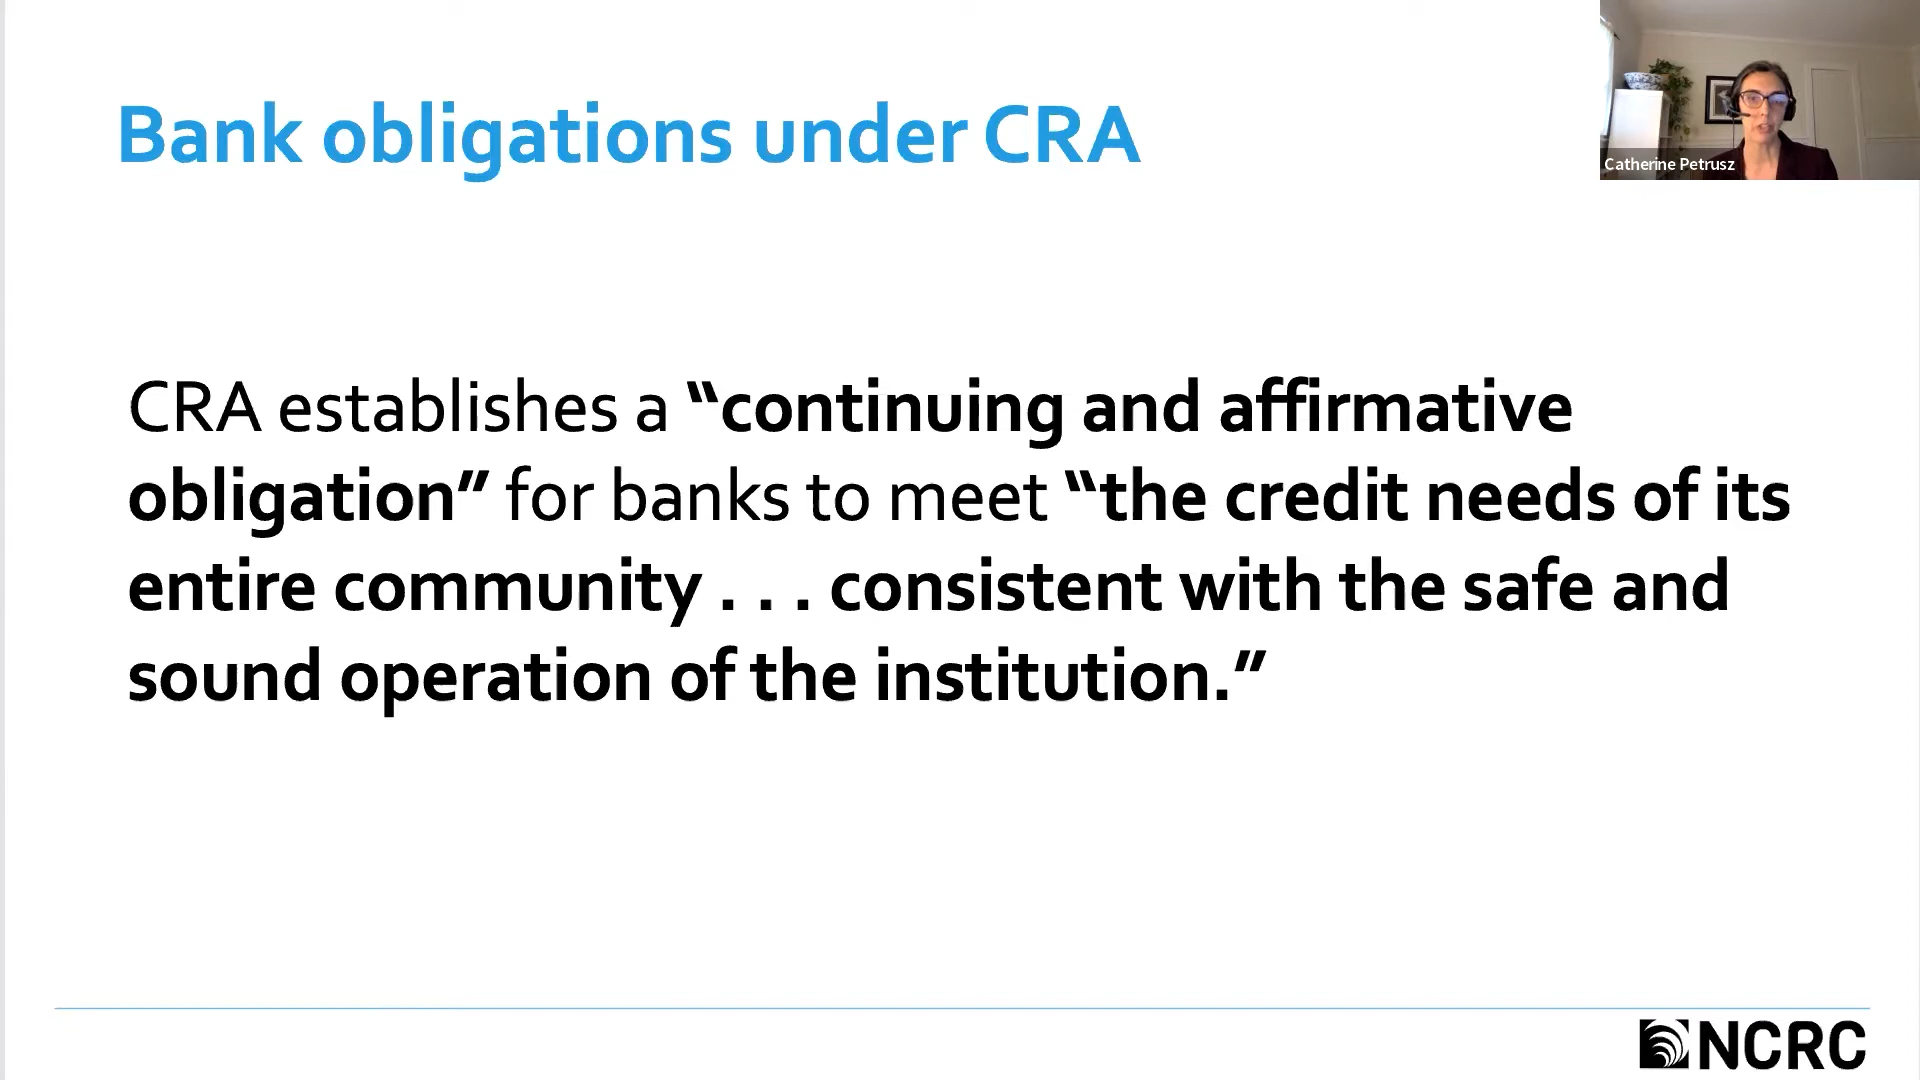 Bank obligations under CRA
Catherine Petrusz
CRA establishes a “continuing and affirmative
obligation” for banks to meet “the credit needs of its
entire community . . . consistent with the safe and
sound operation of the institution.”
NCRC